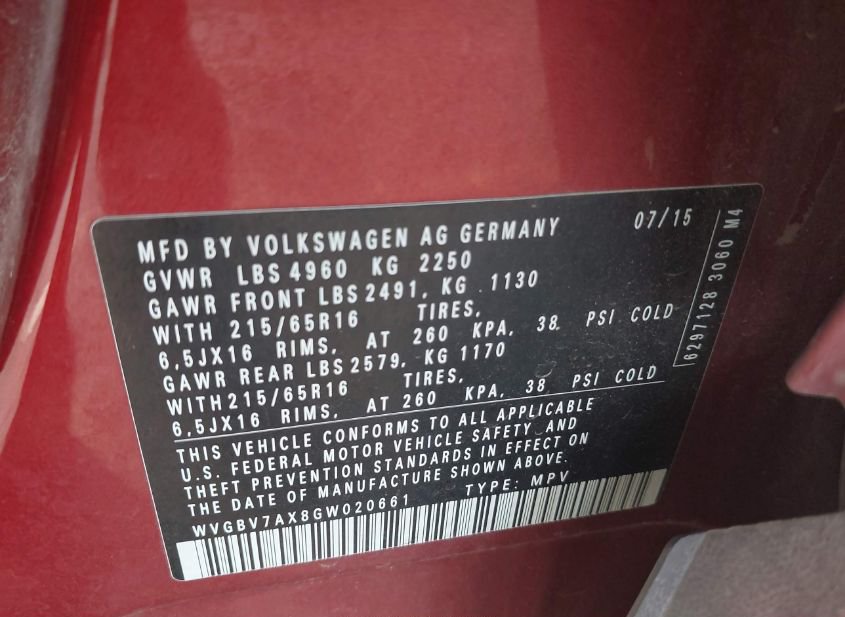 MFD BY VOLKSWAGEN AG GERMANY 07/15
GVWR LBS 4960 KG 2250
GAWR FRONT LBS 2491, KG 1130
WITH 215/65R16 TIRES,
6,5JX16 RIMS, AT 260 KPA, 38 PSI COLD
GAWR REAR LBS 2579, KG 1170
WITH 215/65R16 TIRES,
6,5JX16 RIMS, AT 260 KPA, 38 PSI COLD
THIS VEHICLE CONFORMS TO ALL APPLICABLE
U.S. FEDERAL MOTOR VEHICLE SAFETY AND
THEFT PREVENTION STANDARDS IN EFFECT ON
THE DATE OF MANUFACTURE SHOWN ABOVE.
WVGBV7AX8GW020661 TYPE: MPV
6297128 3060 M4